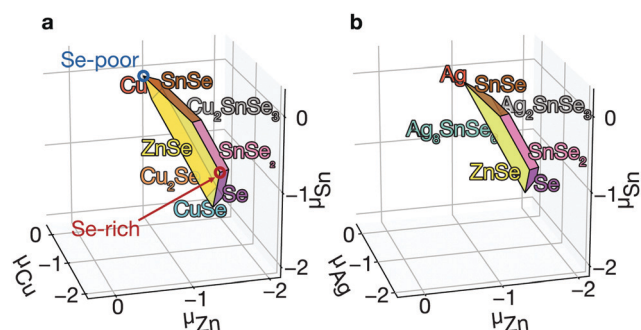 a
Se-poor
Cu
SnSe
Cu2SnSe3
ZnSe
SnSe2
Cu2Se
Se
CuSe
Se-rich
0
-1
-2
μSn
0
-1
-2
μCu
0
-1
-2
μZn
b
Ag
SnSe
Ag2SnSe3
Ag8SnSe6
SnSe2
ZnSe
Se
0
-1
-2
μSn
0
-1
-2
μAg
0
-1
-2
μZn